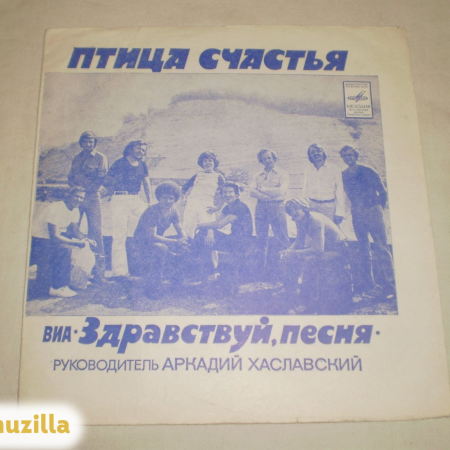 ПТИЦА СЧАСТЬЯ
ВИА·Здравствуй, песня·
РУКОВОДИТЕЛЬ АРКАДИЙ ХАСЛАВСКИЙ
uzilla